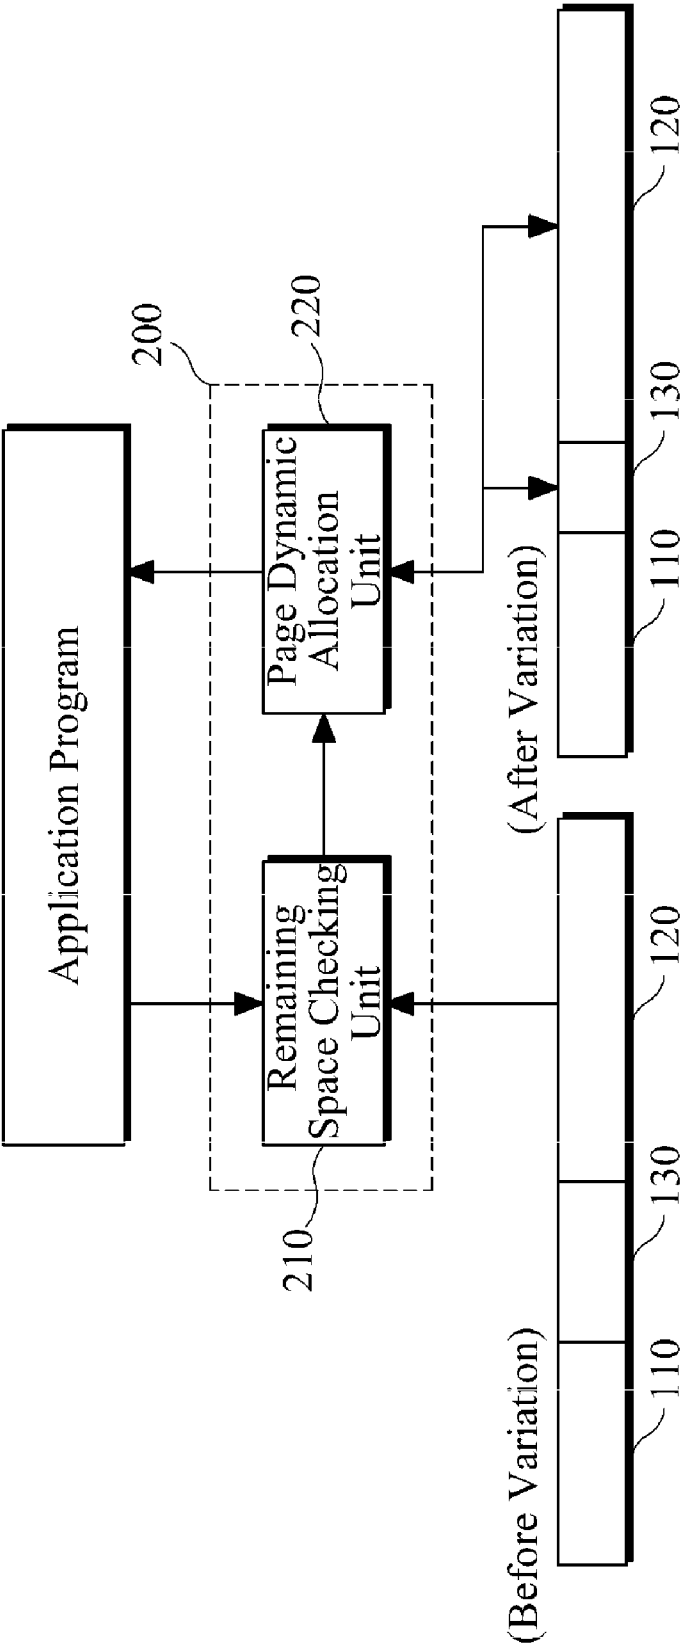 Application Program
200
210
Remaining
Space Checking
Unit
Page Dynamic
Allocation
Unit
220
(Before Variation)
(After Variation)
110
130
120
110
130
120